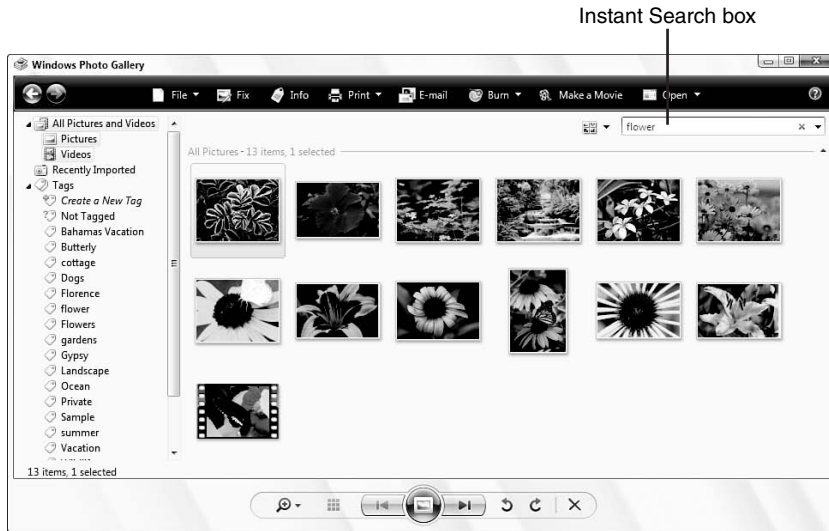 Instant Search box
Windows Photo Gallery
File Fix Info Print E-mail Burn Make a Movie Open
flower
All Pictures and Videos
Pictures
Videos
Recently Imported
Tags
Create a New Tag
Not Tagged
Bahamas Vacation
Butterly
cottage
Dogs
Florence
flower
Flowers
gardens
Gypsy
Landscape
Ocean
Private
Sample
summer
Vacation
All Pictures - 13 items, 1 selected
13 items, 1 selected